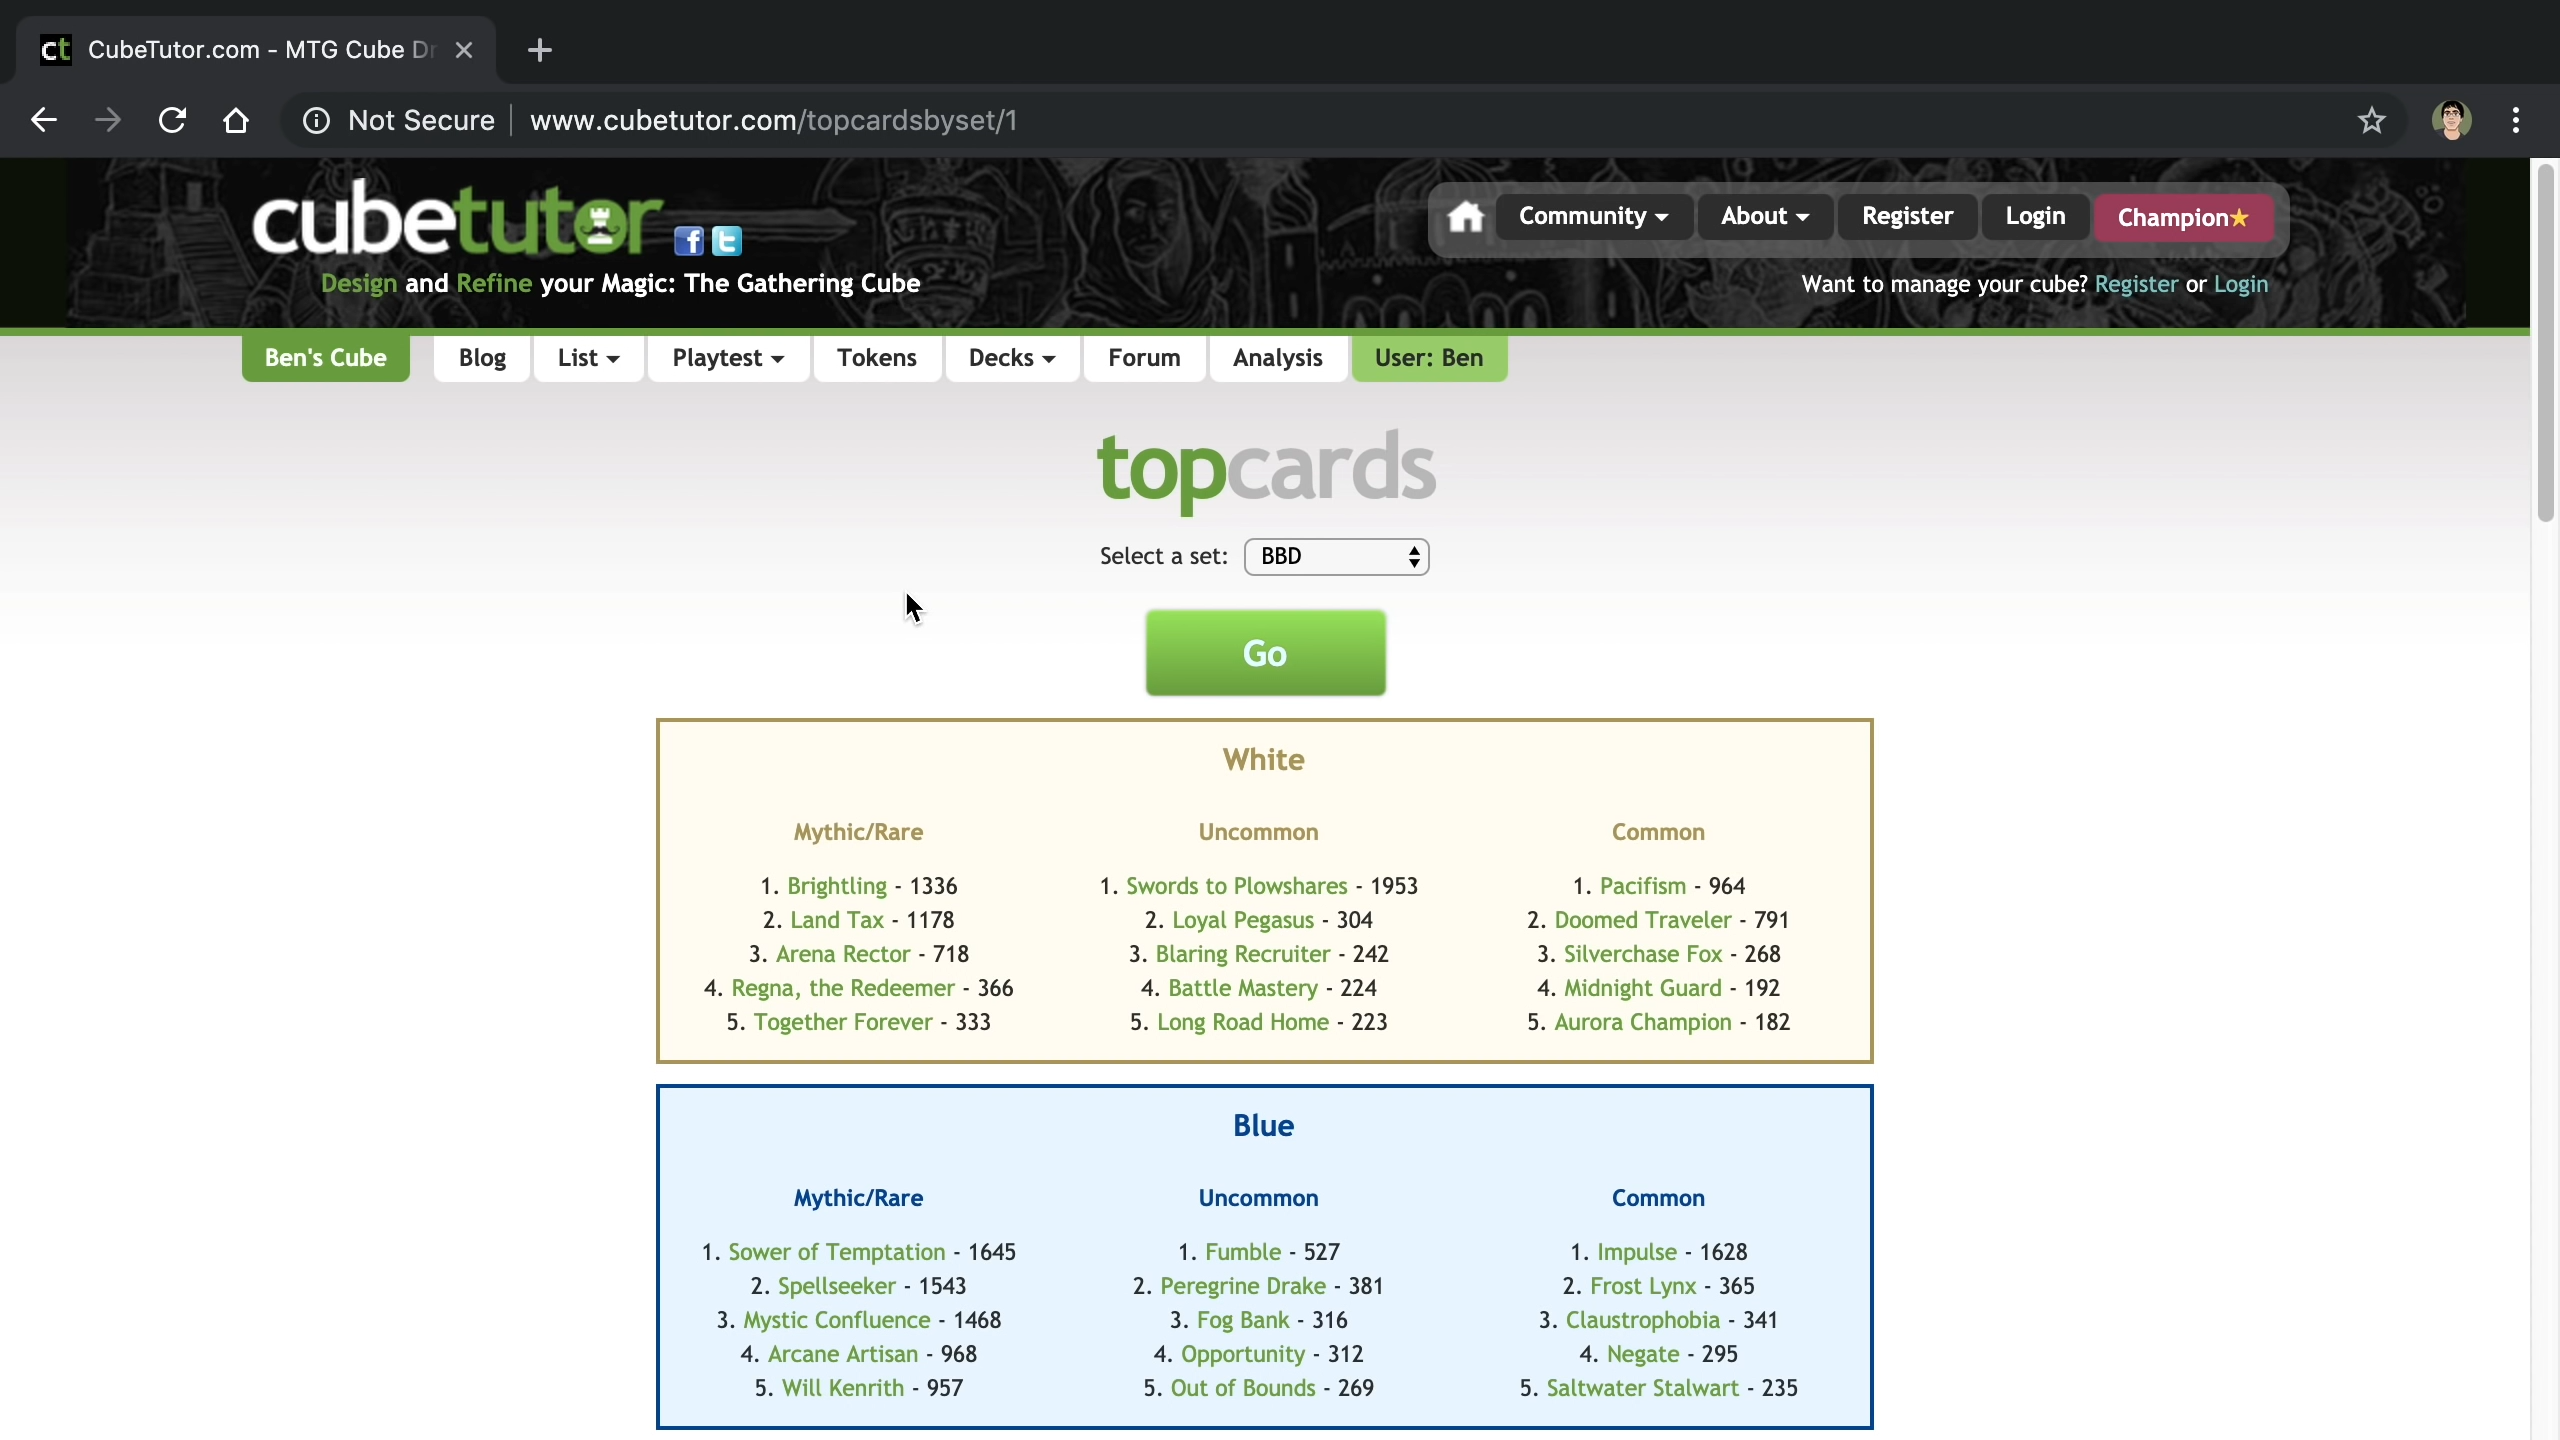 ct CubeTutor.com - MTG Cube Dr
Not Secure www.cubetutor.com/topcardsbyset/1
cubetutor
f t
Design and Refine your Magic: The Gathering Cube
Community About Register Login Champion
Want to manage your cube? Register or Login
Ben's Cube Blog List Playtest Tokens Decks Forum Analysis User: Ben
topcards
Select a set: BBD
Go
White
Mythic/Rare Uncommon Common
1. Brightling - 1336 1. Swords to Plowshares - 1953 1. Pacifism - 964
2. Land Tax - 1178 2. Loyal Pegasus - 304 2. Doomed Traveler - 791
3. Arena Rector - 718 3. Blaring Recruiter - 242 3. Silverchase Fox - 268
4. Regna, the Redeemer - 366 4. Battle Mastery - 224 4. Midnight Guard - 192
5. Together Forever - 333 5. Long Road Home - 223 5. Aurora Champion - 182
Blue
Mythic/Rare Uncommon Common
1. Sower of Temptation - 1645 1. Fumble - 527 1. Impulse - 1628
2. Spellseeker - 1543 2. Peregrine Drake - 381 2. Frost Lynx - 365
3. Mystic Confluence - 1468 3. Fog Bank - 316 3. Claustrophobia - 341
4. Arcane Artisan - 968 4. Opportunity - 312 4. Negate - 295
5. Will Kenrith - 957 5. Out of Bounds - 269 5. Saltwater Stalwart - 235